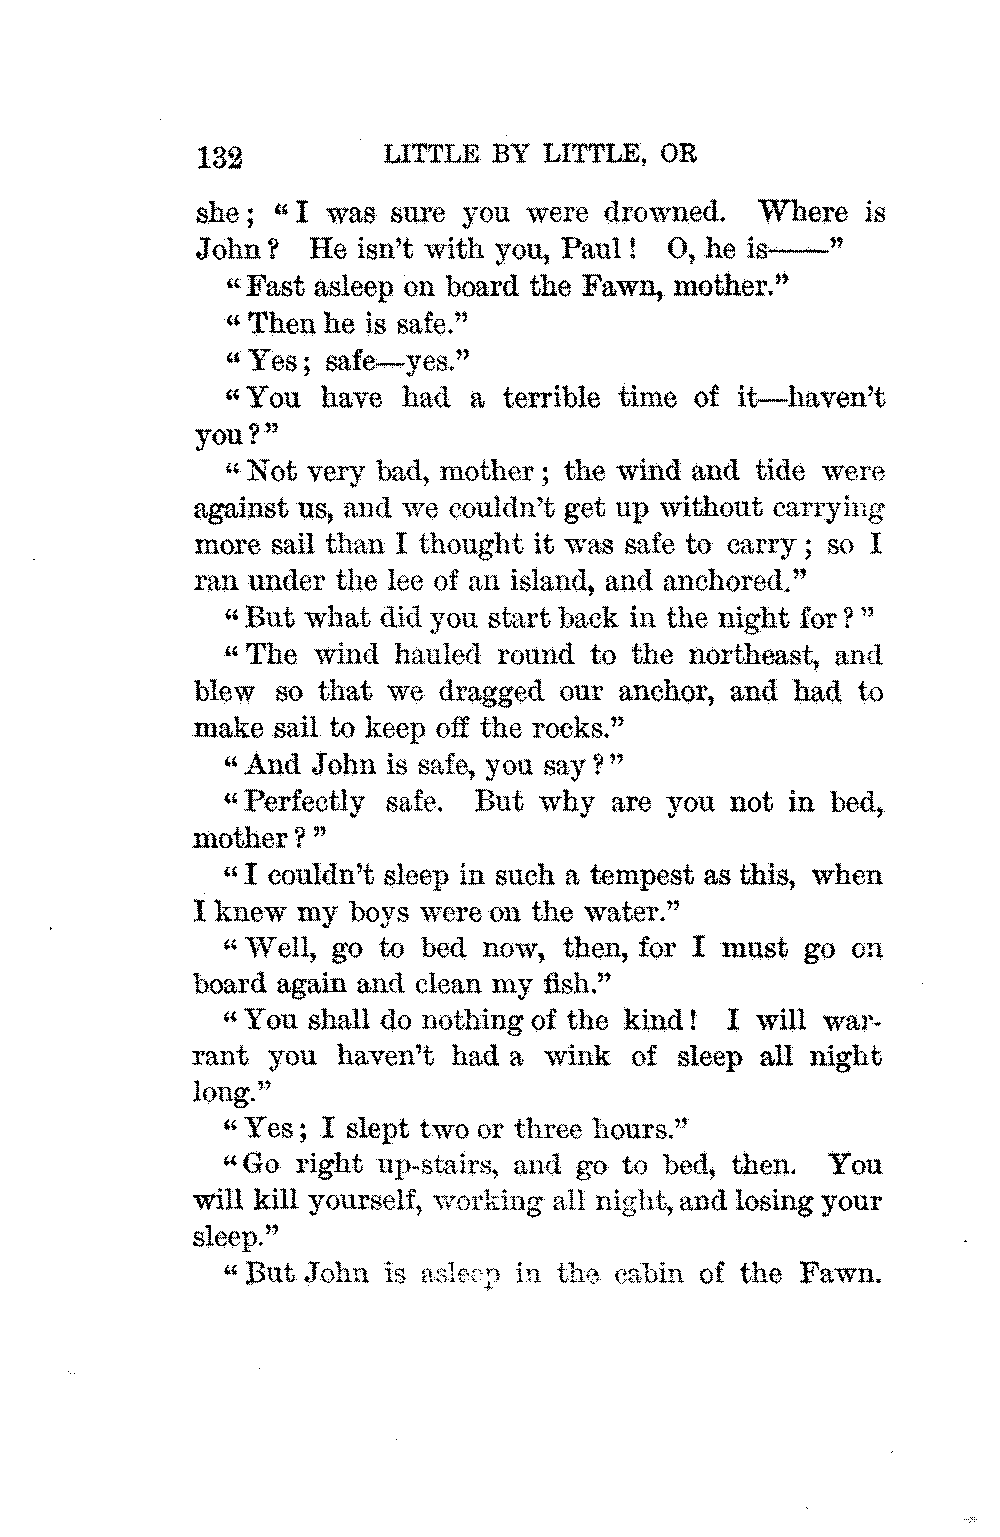 132 LITTLE BY LITTLE, OR
she; “I was sure you were drowned. Where is
John? He isn't with you, Paul! O, he is——”
“Fast asleep on board the Fawn, mother.”
“Then he is safe.”
“Yes; safe—yes.”
“You have had a terrible time of it—haven't
you?”
“Not very bad, mother; the wind and tide were
against us, and we couldn't get up without carrying
more sail than I thought it was safe to carry; so I
ran under the lee of an island, and anchored.”
“But what did you start back in the night for?”
“The wind hauled round to the northeast, and
blew so that we dragged our anchor, and had to
make sail to keep off the rocks.”
“And John is safe, you say?”
“Perfectly safe. But why are you not in bed,
mother?”
“I couldn't sleep in such a tempest as this, when
I knew my boys were on the water.”
“Well, go to bed now, then, for I must go on
board again and clean my fish.”
“You shall do nothing of the kind! I will war-
rant you haven't had a wink of sleep all night
long.”
“Yes; I slept two or three hours.”
“Go right up-stairs, and go to bed, then. You
will kill yourself, working all night, and losing your
sleep.”
“But John is asleep in the cabin of the Fawn.